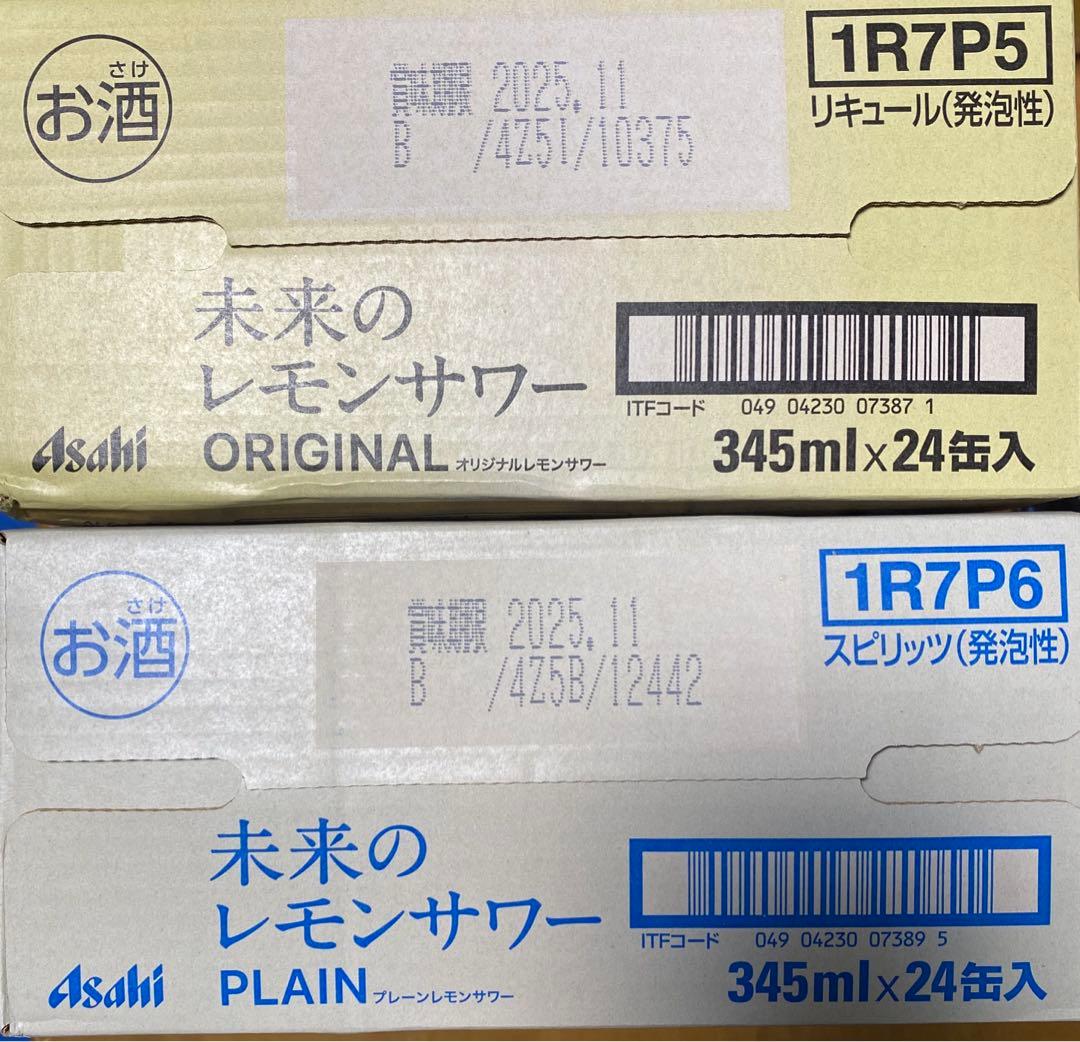 さけ
お酒
賞味期限 2025.11
B /4Z51/10375
1R7P5
リキュール(発泡性)
未来の
レモンサワー
Asahi ORIGINAL オリジナルレモンサワー
ITFコード 049 04230 07387 1
345ml×24缶入
さけ
お酒
賞味期限 2025.11
B /4Z5B/12442
1R7P6
スピリッツ(発泡性)
未来の
レモンサワー
Asahi PLAIN プレーンレモンサワー
ITFコード 049 04230 07389 5
345ml×24缶入